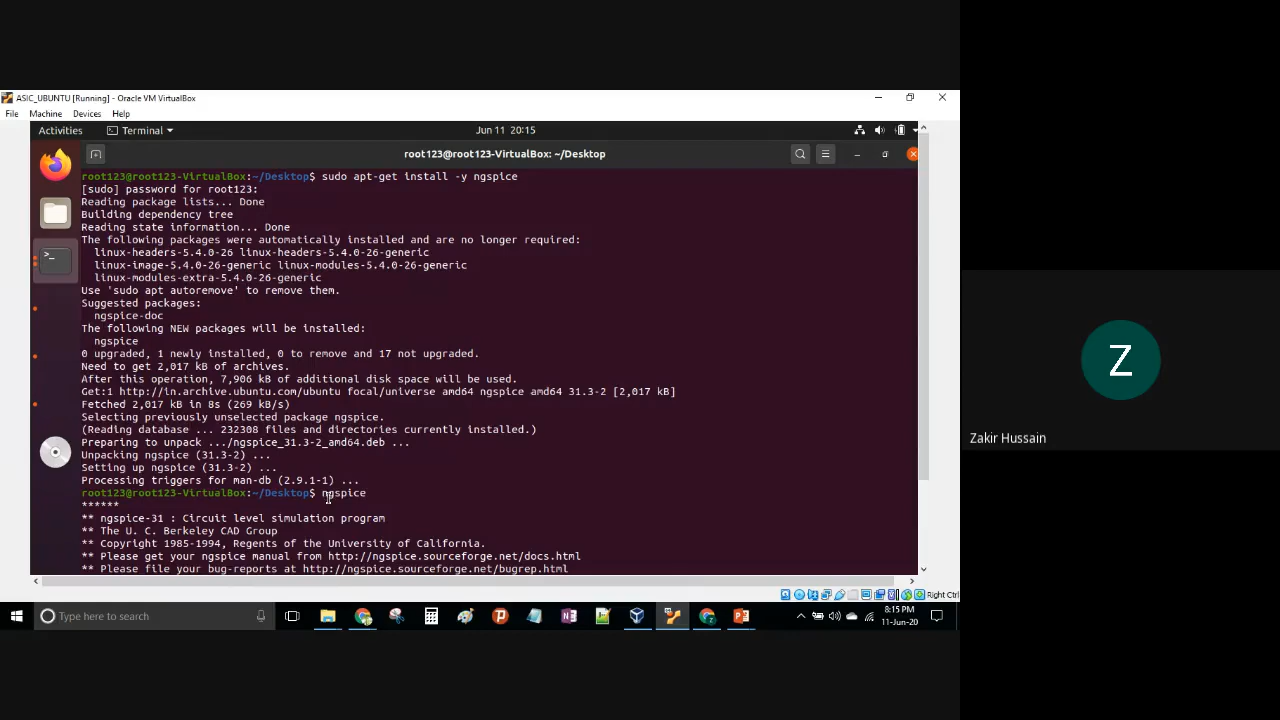 ASIC_UBUNTU [Running] - Oracle VM VirtualBox
File Machine Devices Help
Activities Terminal Jun 11 20:15
root123@root123-VirtualBox: ~/Desktop
root123@root123-VirtualBox:~/Desktop$ sudo apt-get install -y ngspice
[sudo] password for root123:
Reading package lists... Done
Building dependency tree
Reading state information... Done
The following packages were automatically installed and are no longer required:
linux-headers-5.4.0-26 linux-headers-5.4.0-26-generic
linux-image-5.4.0-26-generic linux-modules-5.4.0-26-generic
linux-modules-extra-5.4.0-26-generic
Use 'sudo apt autoremove' to remove them.
Suggested packages:
ngspice-doc
The following NEW packages will be installed:
ngspice
0 upgraded, 1 newly installed, 0 to remove and 17 not upgraded.
Need to get 2,017 kB of archives.
After this operation, 7,906 kB of additional disk space will be used.
Get:1 http://in.archive.ubuntu.com/ubuntu focal/universe amd64 ngspice amd64 31.3-2 [2,017 kB]
Fetched 2,017 kB in 8s (269 kB/s)
Selecting previously unselected package ngspice.
(Reading database ... 232308 files and directories currently installed.)
Preparing to unpack .../ngspice_31.3-2_amd64.deb ...
Unpacking ngspice (31.3-2) ...
Setting up ngspice (31.3-2) ...
Processing triggers for man-db (2.9.1-1) ...
root123@root123-VirtualBox:~/Desktop$ ngspice
******
** ngspice-31 : Circuit level simulation program
** The U. C. Berkeley CAD Group
** Copyright 1985-1994, Regents of the University of California.
** Please get your ngspice manual from http://ngspice.sourceforge.net/docs.html
** Please file your bug-reports at http://ngspice.sourceforge.net/bugrep.html
Right Ctrl
Type here to search
8:15 PM
11-Jun-20
Z
Zakir Hussain